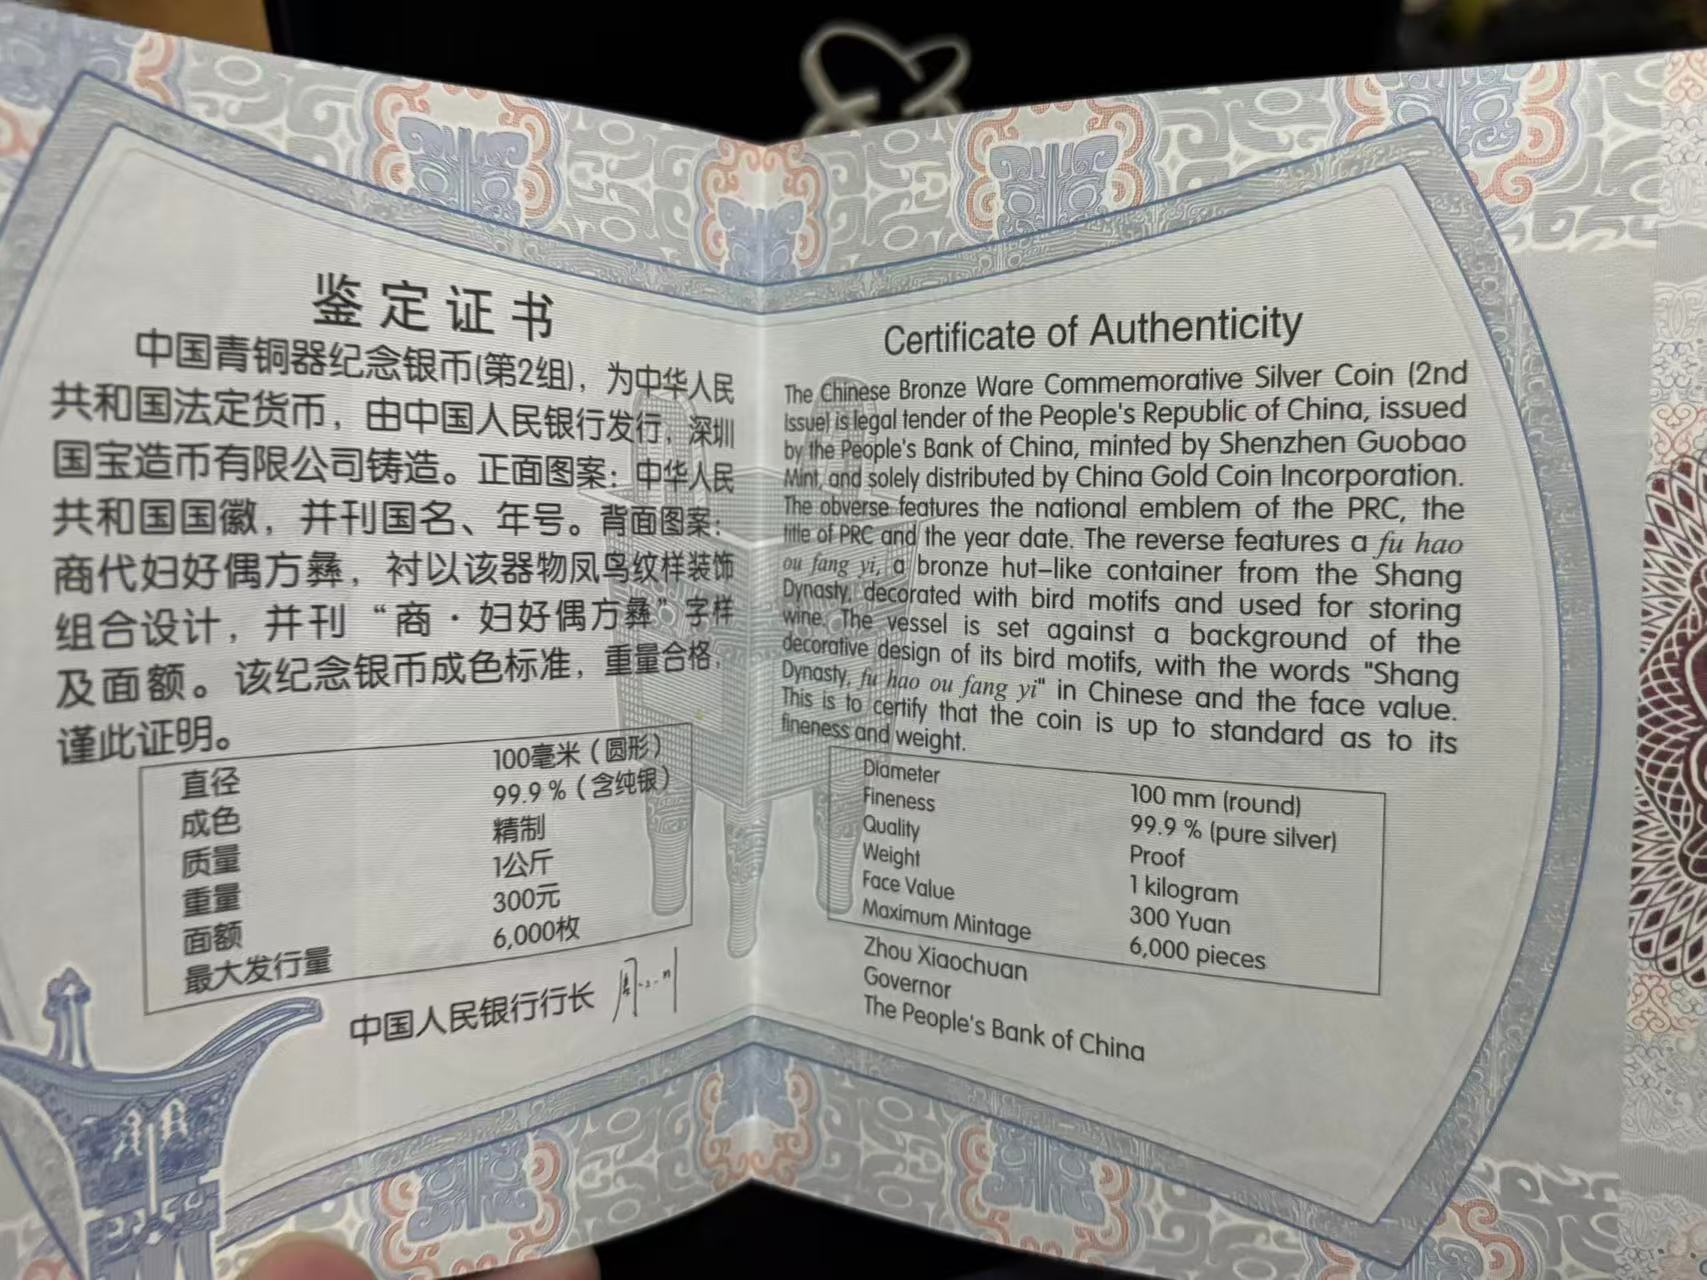 鉴定证书
中国青铜器纪念银币(第2组)，为中华人民
共和国法定货币，由中国人民银行发行，深圳
国宝造币有限公司铸造。正面图案：中华人民
共和国国徽，并刊国名、年号。背面图案：
商代妇好偶方彝，衬以该器物凤鸟纹样装饰
组合设计，并刊“商·妇好偶方彝”字样
及面额。该纪念银币成色标准，重量合格，
谨此证明。
直径 100毫米（圆形）
成色 99.9％（含纯银）
质量 精制
重量 1公斤
面额 300元
最大发行量 6,000枚
中国人民银行行长
Certificate of Authenticity
The Chinese Bronze Ware Commemorative Silver Coin (2nd
Issue) is legal tender of the People's Republic of China, issued
by the People's Bank of China, minted by Shenzhen Guobao
Mint, and solely distributed by China Gold Coin Incorporation.
The obverse features the national emblem of the PRC, the
title of PRC and the year date. The reverse features a fu hao
ou fang yi, a bronze hut–like container from the Shang
Dynasty, decorated with bird motifs and used for storing
wine. The vessel is set against a background of the
decorative design of its bird motifs, with the words "Shang
Dynasty, fu hao ou fang yi" in Chinese and the face value.
This is to certify that the coin is up to standard as to its
fineness and weight.
Diameter 100 mm (round)
Fineness 99.9 % (pure silver)
Quality Proof
Weight 1 kilogram
Face Value 300 Yuan
Maximum Mintage 6,000 pieces
Zhou Xiaochuan
Governor
The People's Bank of China